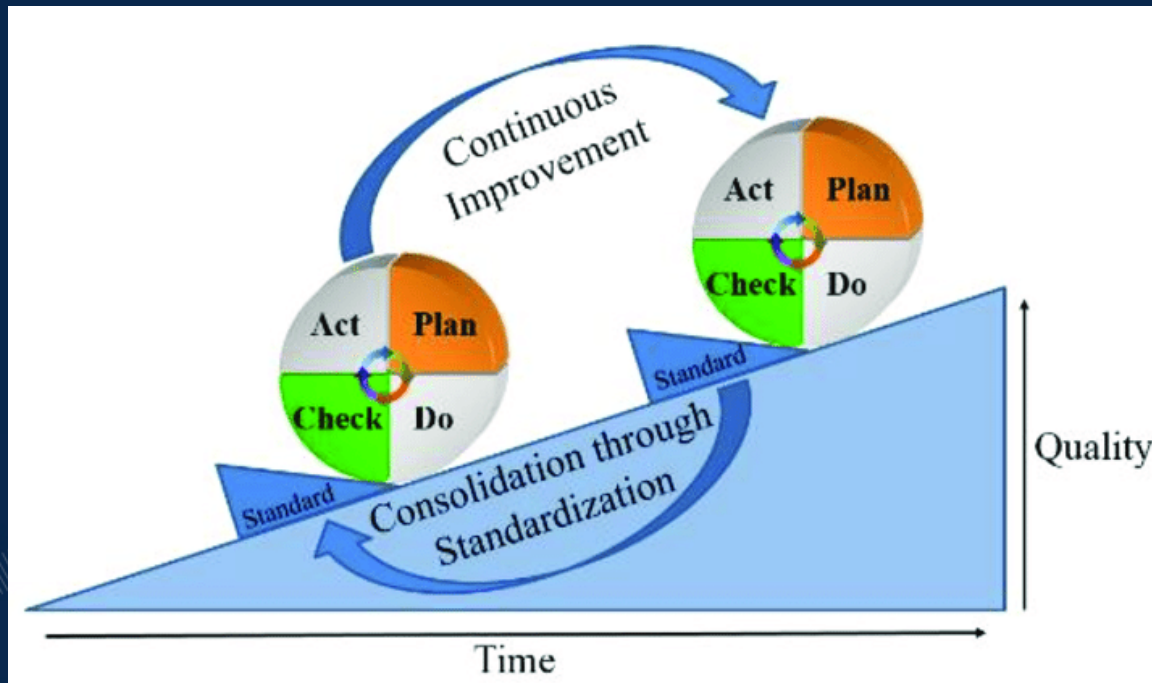 Continuous
Improvement
Act Plan
Check Do
Act Plan
Check Do
Standard
Standard
Consolidation through
Standardization
Quality
Time